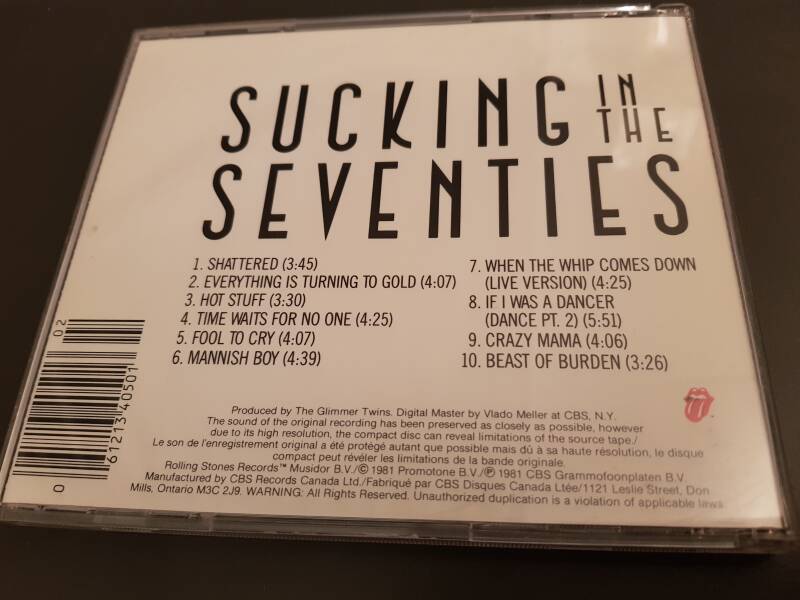 SUCKING IN THE
SEVENTIES
1. SHATTERED (3:45)
2. EVERYTHING IS TURNING TO GOLD (4:07)
3. HOT STUFF (3:30)
4. TIME WAITS FOR NO ONE (4:25)
5. FOOL TO CRY (4:07)
6. MANNISH BOY (4:39)
7. WHEN THE WHIP COMES DOWN
(LIVE VERSION) (4:25)
8. IF I WAS A DANCER
(DANCE PT. 2) (5:51)
9. CRAZY MAMA (4:06)
10. BEAST OF BURDEN (3:26)
02
0 61213 40501
Produced by The Glimmer Twins. Digital Master by Vlado Meller at CBS, N.Y.
The sound of the original recording has been preserved as closely as possible, however
due to its high resolution, the compact disc can reveal limitations of the source tape./
Le son de l'enregistrement original a été protégé autant que possible mais dû à sa haute résolution, le disque
compact peut révéler les limitations de la bande originale.
Rolling Stones Records™ Musidor B.V./© 1981 Promotone B.V./℗ 1981 CBS Grammofoonplaten B.V.
Manufactured by CBS Records Canada Ltd./Fabriqué par CBS Disques Canada Ltée/1121 Leslie Street, Don
Mills, Ontario M3C 2J9. WARNING: All Rights Reserved. Unauthorized duplication is a violation of applicable laws.